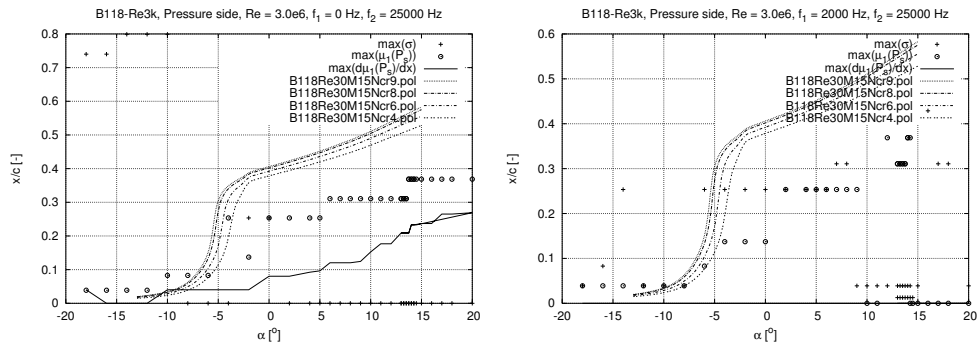 B118-Re3k, Pressure side, Re = 3.0e6, f1 = 0 Hz, f2 = 25000 Hz
0.8
0.7
0.6
0.5
0.4
0.3
0.2
0.1
0
x/c [-]
max(σ)
max(μ1(Ps))
max(dμ1(Ps)/dx)
B118Re30M15Ncr9.pol
B118Re30M15Ncr8.pol
B118Re30M15Ncr6.pol
B118Re30M15Ncr4.pol
-20 -15 -10 -5 0 5 10 15 20
α [o]
B118-Re3k, Pressure side, Re = 3.0e6, f1 = 2000 Hz, f2 = 25000 Hz
0.6
0.5
0.4
0.3
0.2
0.1
0
x/c [-]
max(σ)
max(μ1(Ps))
max(dμ1(Ps)/dx)
B118Re30M15Ncr9.pol
B118Re30M15Ncr8.pol
B118Re30M15Ncr6.pol
B118Re30M15Ncr4.pol
-20 -15 -10 -5 0 5 10 15 20
α [o]